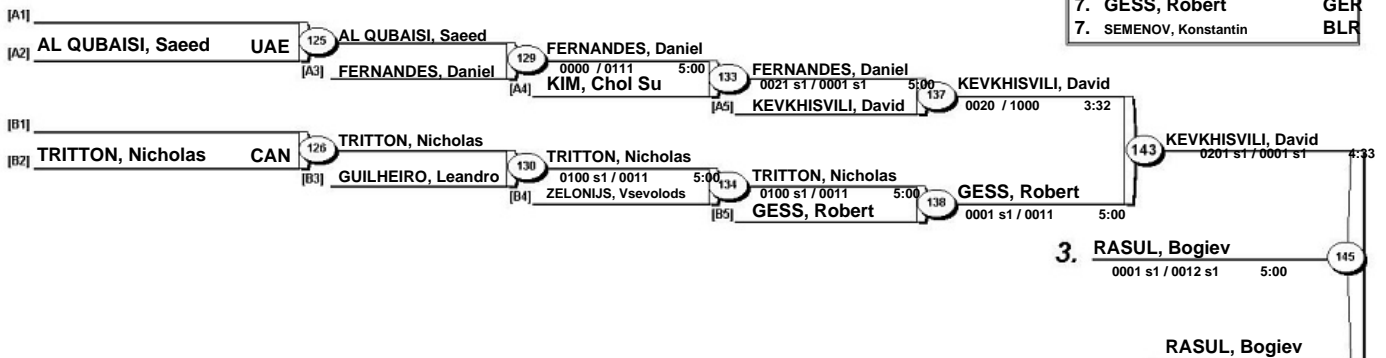 7. GESS, Robert GER
7. SEMENOV, Konstantin BLR
[A1]
[A2] AL QUBAISI, Saeed UAE
125
AL QUBAISI, Saeed
[A3] FERNANDES, Daniel
129
FERNANDES, Daniel
0000 / 0111 5:00
[A4] KIM, Chol Su
133
FERNANDES, Daniel
0021 s1 / 0001 s1 5:00
[A5] KEVKHISVILI, David
137
KEVKHISVILI, David
0020 / 1000 3:32
[B1]
[B2] TRITTON, Nicholas CAN
126
TRITTON, Nicholas
[B3] GUILHEIRO, Leandro
130
TRITTON, Nicholas
0100 s1 / 0011 5:00
[B4] ZELONIJS, Vsevolods
134
TRITTON, Nicholas
0100 s1 / 0011 5:00
[B5] GESS, Robert
138
GESS, Robert
0001 s1 / 0011 5:00
143
KEVKHISVILI, David
0201 s1 / 0001 s1 4:33
3. RASUL, Bogiev
0001 s1 / 0012 s1 5:00
145
RASUL, Bogiev